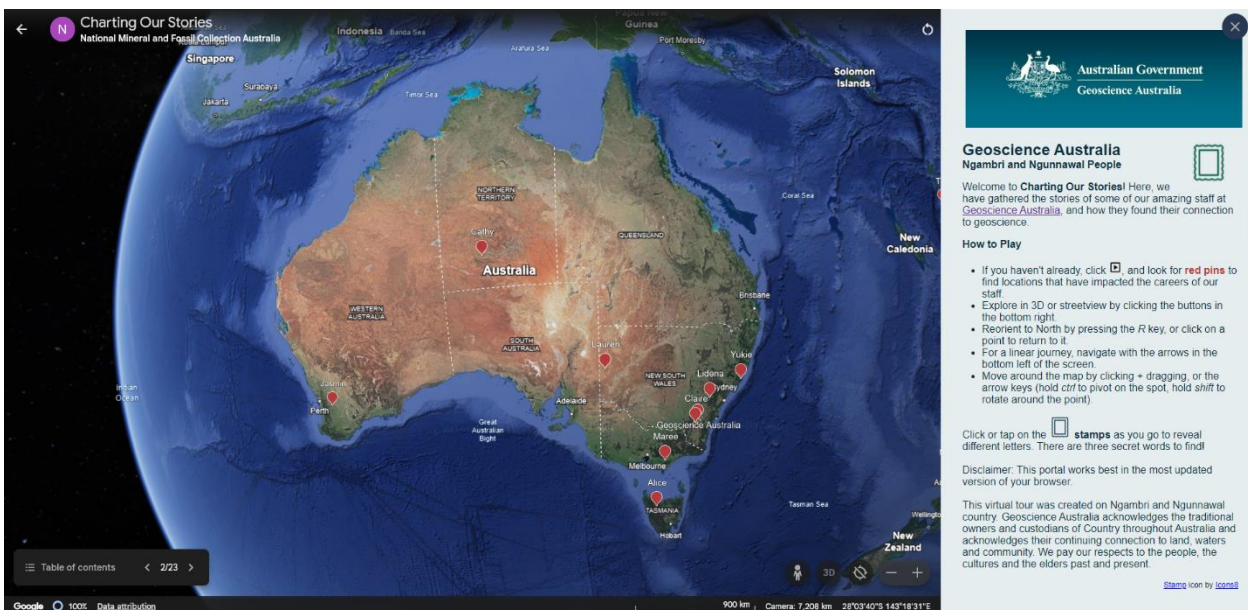 Charting Our Stories
National Mineral and Fossil Collection Australia
N
Indonesia
Banda Sea
Papua New
Guinea
Port Moresby
Arafura Sea
Singapore
Surabaya
Jakarta
Timor Sea
Solomon
Islands
Coral Sea
New
Caledonia
NORTHERN
TERRITORY
Cathy
Australia
QUEENSLAND
WESTERN
AUSTRALIA
SOUTH
AUSTRALIA
Brisbane
Lauren
NEW SOUTH
WALES
Yukie
Lidena
Sydney
Claire
Jasmin
Perth
Indian
Ocean
Adelaide
Great
Australian
Bight
Geoscience Australia
Maree
Melbourne
Alice
TASMANIA
Hobart
Tasman Sea
Wellington
New
Zealand
Table of contents
2/23
3D
Google
100%
Data attribution
900 km
Camera: 7,208 km
28°03'40"S 143°18'31"E
Australian Government
Geoscience Australia
Geoscience Australia
Ngambri and Ngunnawal People
Welcome to Charting Our Stories! Here, we
have gathered the stories of some of our amazing staff at
Geoscience Australia, and how they found their connection
to geoscience.
How to Play
• If you haven't already, click , and look for red pins to
find locations that have impacted the careers of our
staff.
• Explore in 3D or streetview by clicking the buttons in
the bottom right.
• Reorient to North by pressing the R key, or click on a
point to return to it.
• For a linear journey, navigate with the arrows in the
bottom left of the screen.
• Move around the map by clicking + dragging, or the
arrow keys (hold ctrl to pivot on the spot, hold shift to
rotate around the point).
Click or tap on the stamps as you go to reveal
different letters. There are three secret words to find!
Disclaimer: This portal works best in the most updated
version of your browser.
This virtual tour was created on Ngambri and Ngunnawal
country. Geoscience Australia acknowledges the traditional
owners and custodians of Country throughout Australia and
acknowledges their continuing connection to land, waters
and community. We pay our respects to the people, the
cultures and the elders past and present.
Stamp icon by Icons8